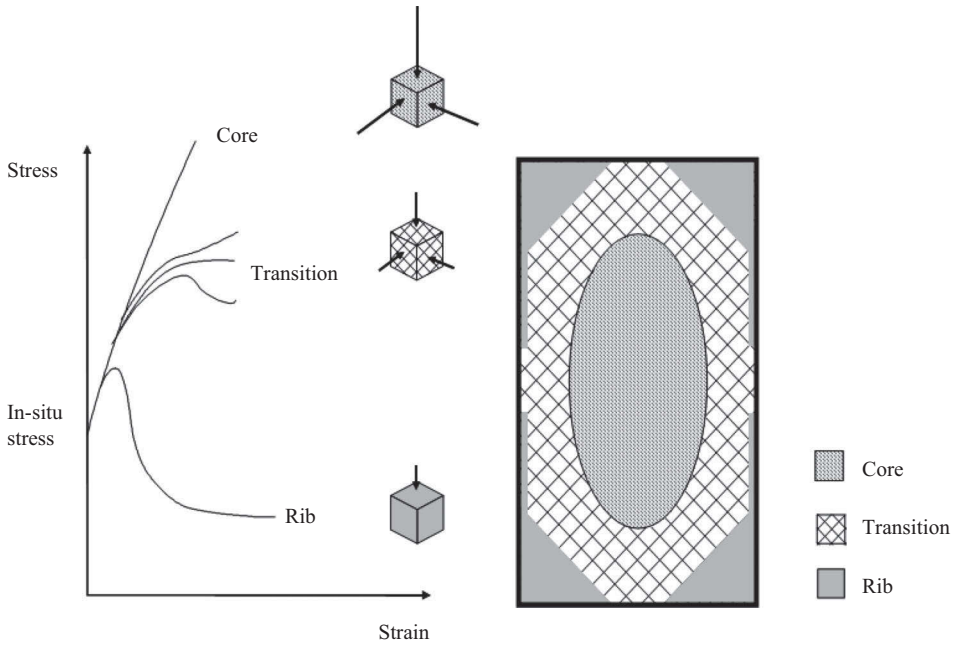 Core
Stress
Transition
In-situ
stress
Rib
Strain
Core
Transition
Rib